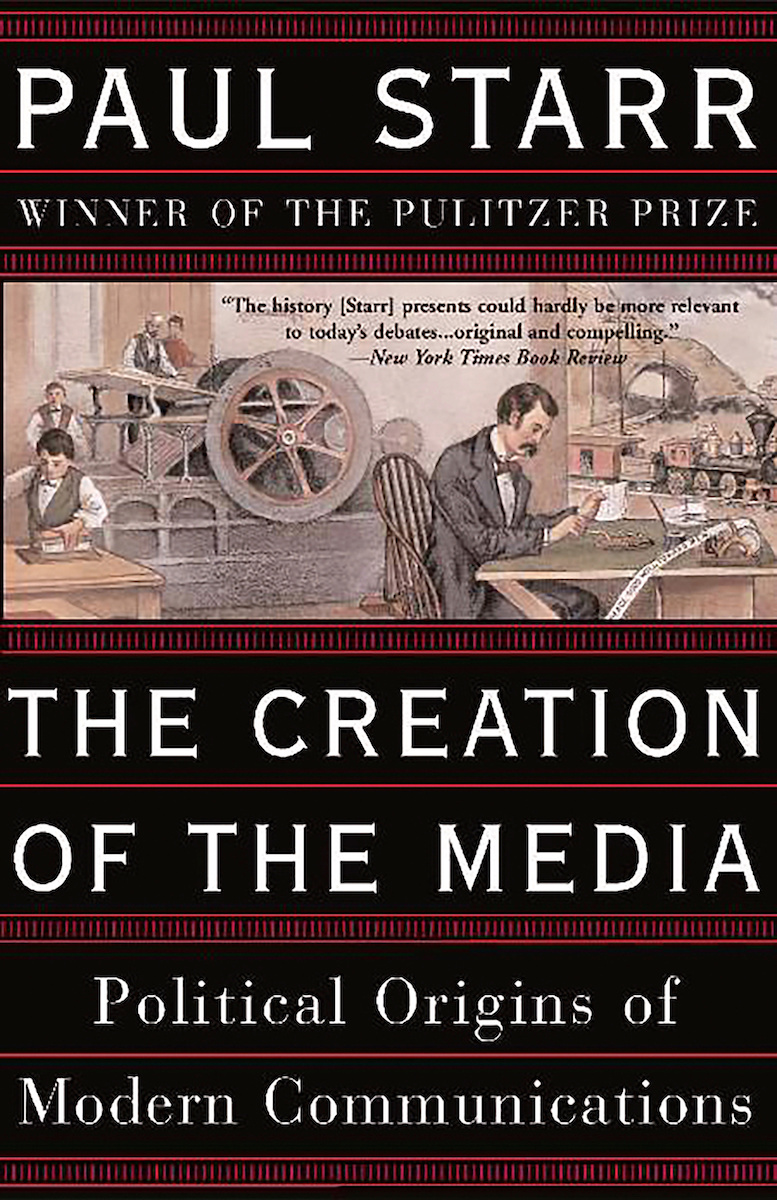 PAUL STARR
WINNER OF THE PULITZER PRIZE
“The history [Starr] presents could hardly be more relevant
to today’s debates...original and compelling.”
—New York Times Book Review
THE CREATION
OF THE MEDIA
Political Origins of
Modern Communications